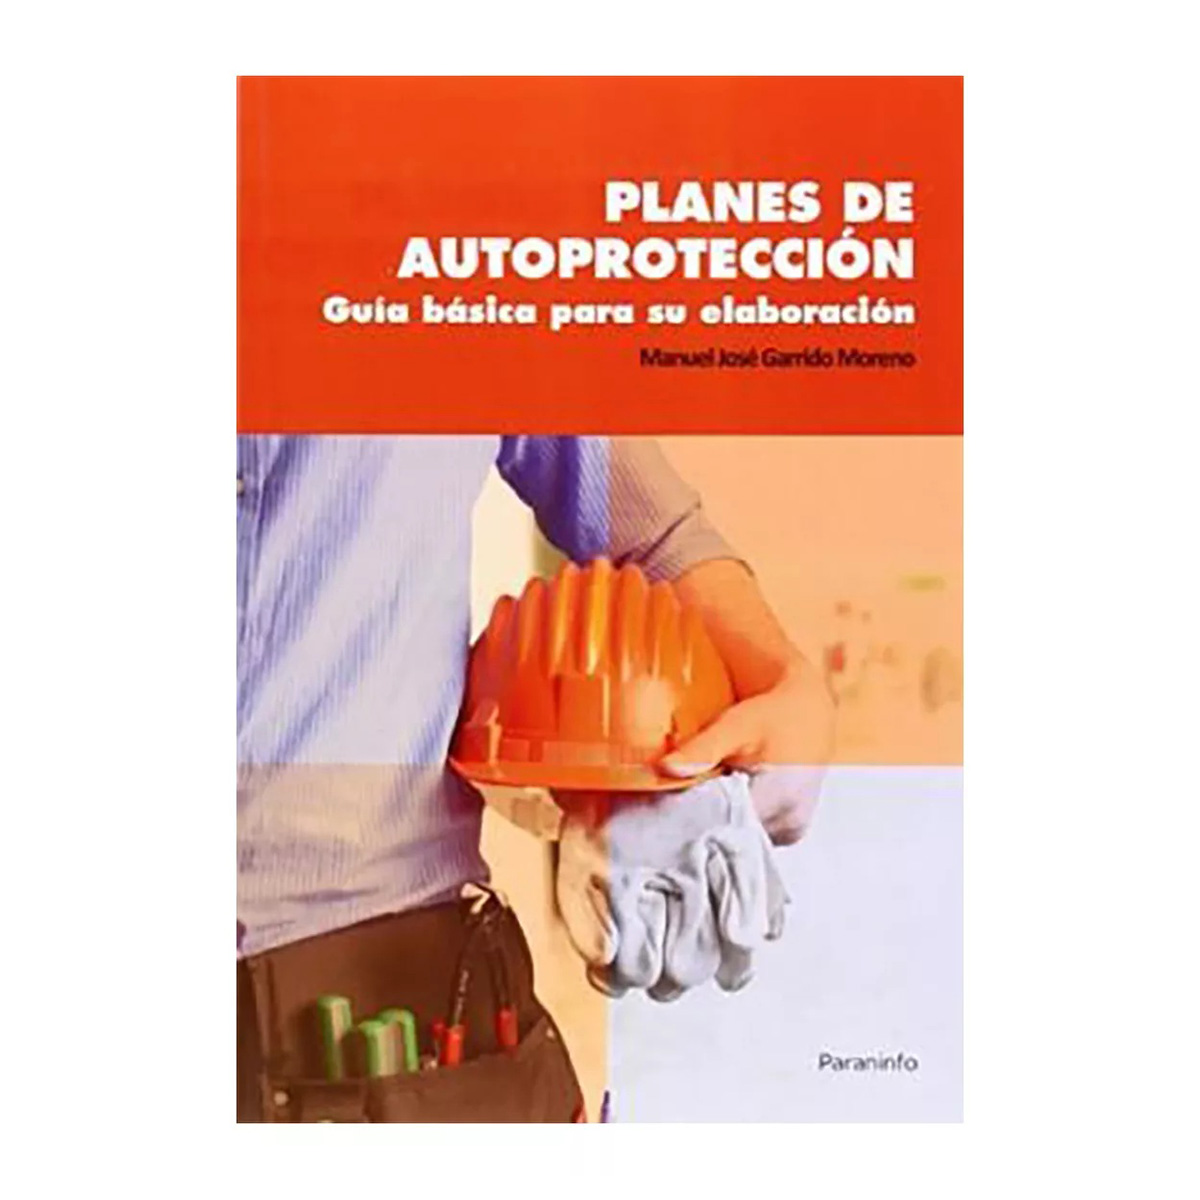 PLANES DE
AUTOPROTECCIÓN
Guía básica para su elaboración
Manuel José Garrido Moreno
Paraninfo